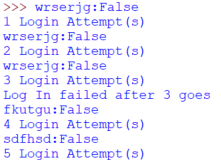 >>> wrserjg:False
1 Login Attempt(s)
wrserjg:False
2 Login Attempt(s)
wrserjg:False
3 Login Attempt(s)
Log In failed after 3 goes
fkutgu:False
4 Login Attempt(s)
sdfhsd:False
5 Login Attempt(s)